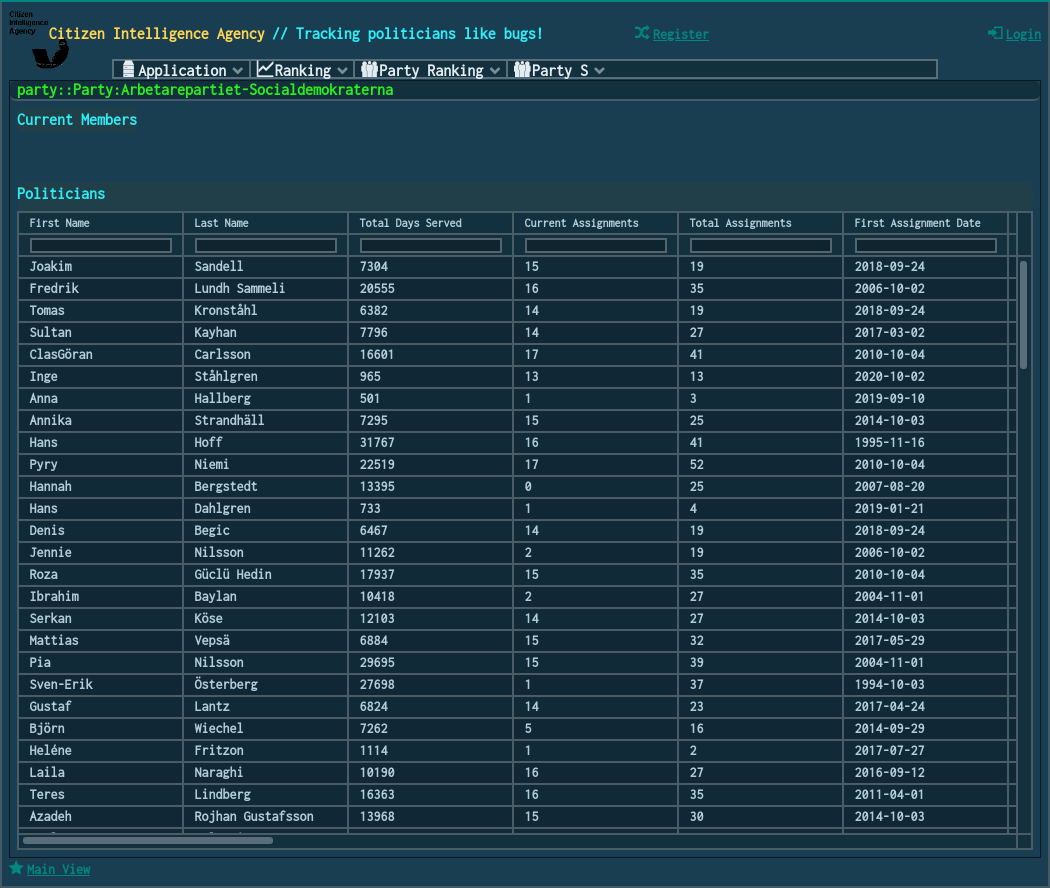 Citizen
Intelligence
Agency
Citizen Intelligence Agency // Tracking politicians like bugs!
Register
Login
Application Ranking Party Ranking Party S
party::Party:Arbetarepartiet-Socialdemokraterna
Current Members
Politicians
First Name Last Name Total Days Served Current Assignments Total Assignments First Assignment Date
Joakim Sandell 7304 15 19 2018-09-24
Fredrik Lundh Sammeli 20555 16 35 2006-10-02
Tomas Kronståhl 6382 14 19 2018-09-24
Sultan Kayhan 7796 14 27 2017-03-02
ClasGöran Carlsson 16601 17 41 2010-10-04
Inge Ståhlgren 965 13 13 2020-10-02
Anna Hallberg 501 1 3 2019-09-10
Annika Strandhäll 7295 15 25 2014-10-03
Hans Hoff 31767 16 41 1995-11-16
Pyry Niemi 22519 17 52 2010-10-04
Hannah Bergstedt 13395 0 25 2007-08-20
Hans Dahlgren 733 1 4 2019-01-21
Denis Begic 6467 14 19 2018-09-24
Jennie Nilsson 11262 2 19 2006-10-02
Roza Güclü Hedin 17937 15 35 2010-10-04
Ibrahim Baylan 10418 2 27 2004-11-01
Serkan Köse 12103 14 27 2014-10-03
Mattias Vepsä 6884 15 32 2017-05-29
Pia Nilsson 29695 15 39 2004-11-01
Sven-Erik Österberg 27698 1 37 1994-10-03
Gustaf Lantz 6824 14 23 2017-04-24
Björn Wiechel 7262 5 16 2014-09-29
Heléne Fritzon 1114 1 2 2017-07-27
Laila Naraghi 10190 16 27 2016-09-12
Teres Lindberg 16363 16 35 2011-04-01
Azadeh Rojhan Gustafsson 13968 15 30 2014-10-03
Main View